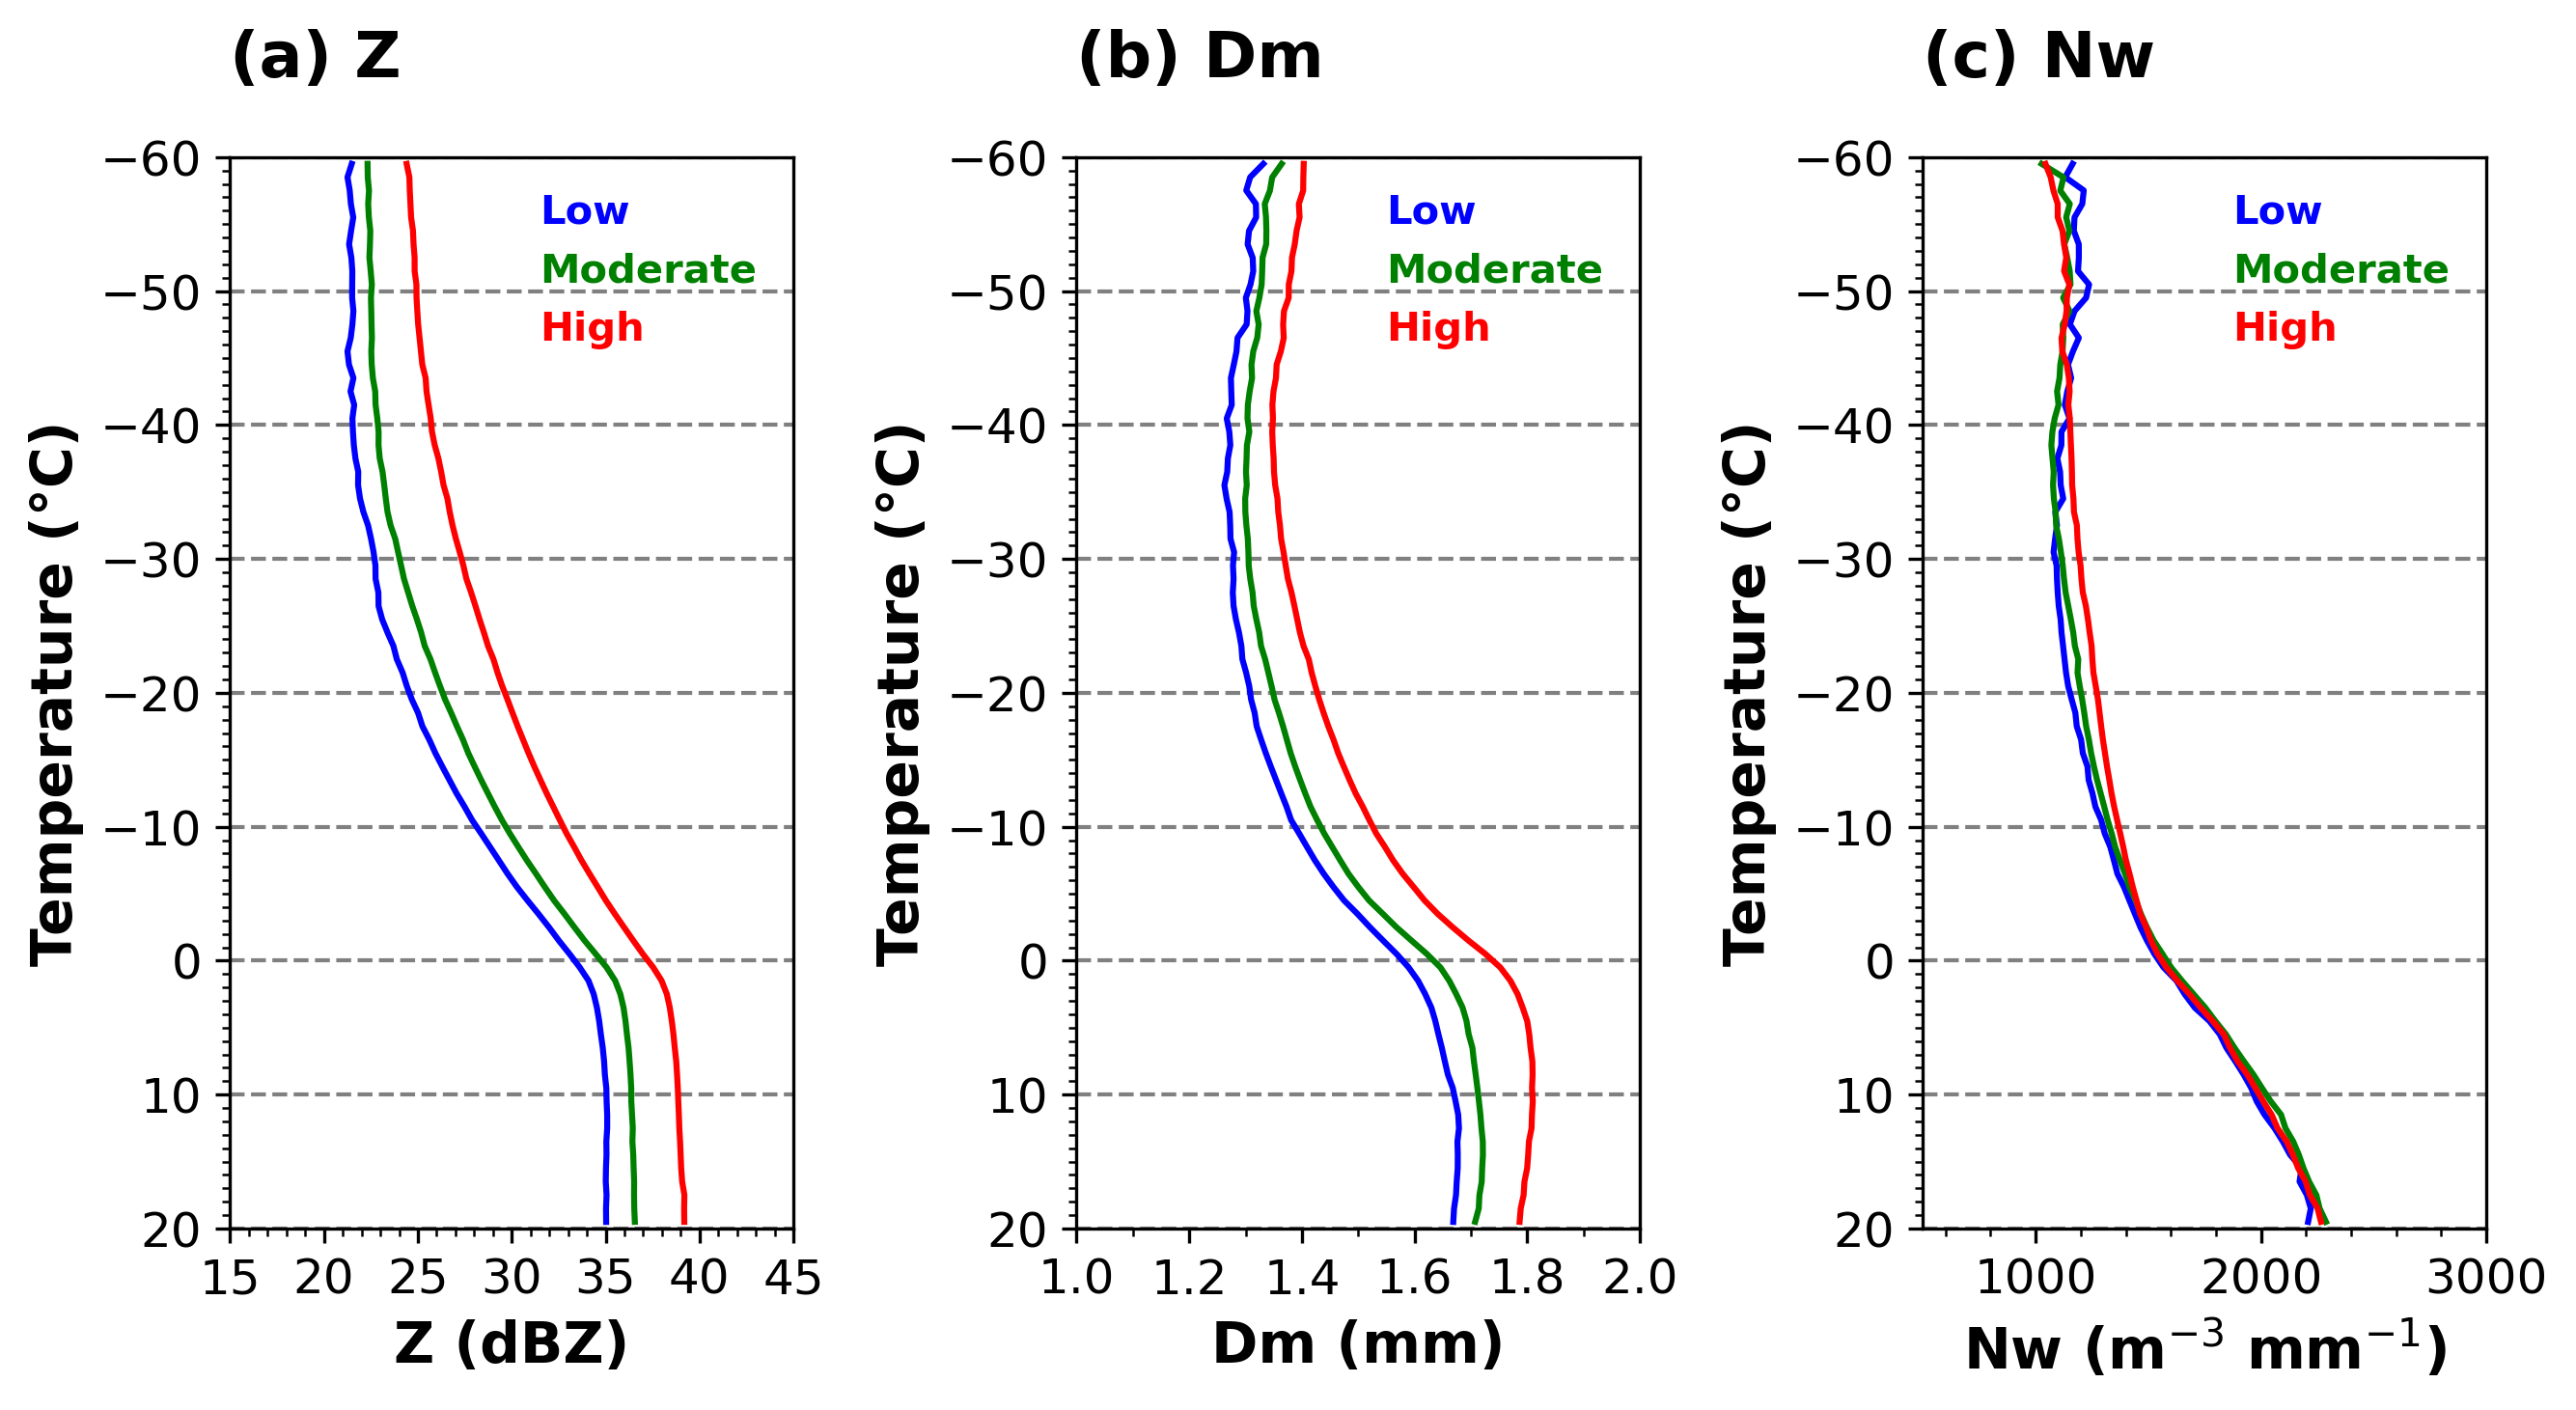 (a) Z
Temperature (°C)
−60
−50
−40
−30
−20
−10
0
10
20
Low
Moderate
High
15 20 25 30 35 40 45
Z (dBZ)
(b) Dm
Temperature (°C)
−60
−50
−40
−30
−20
−10
0
10
20
Low
Moderate
High
1.0 1.2 1.4 1.6 1.8 2.0
Dm (mm)
(c) Nw
Temperature (°C)
−60
−50
−40
−30
−20
−10
0
10
20
Low
Moderate
High
1000 2000 3000
Nw (m⁻³ mm⁻¹)